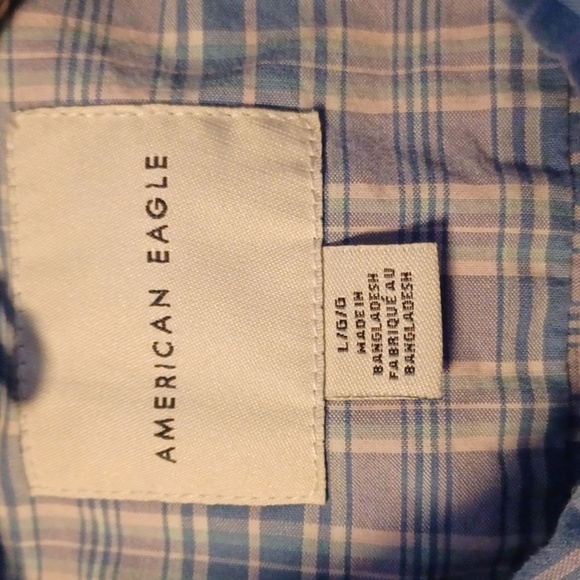 AMERICAN EAGLE
L/G/G
MADE IN
BANGLADESH
FABRIQUÉ AU
BANGLADESH